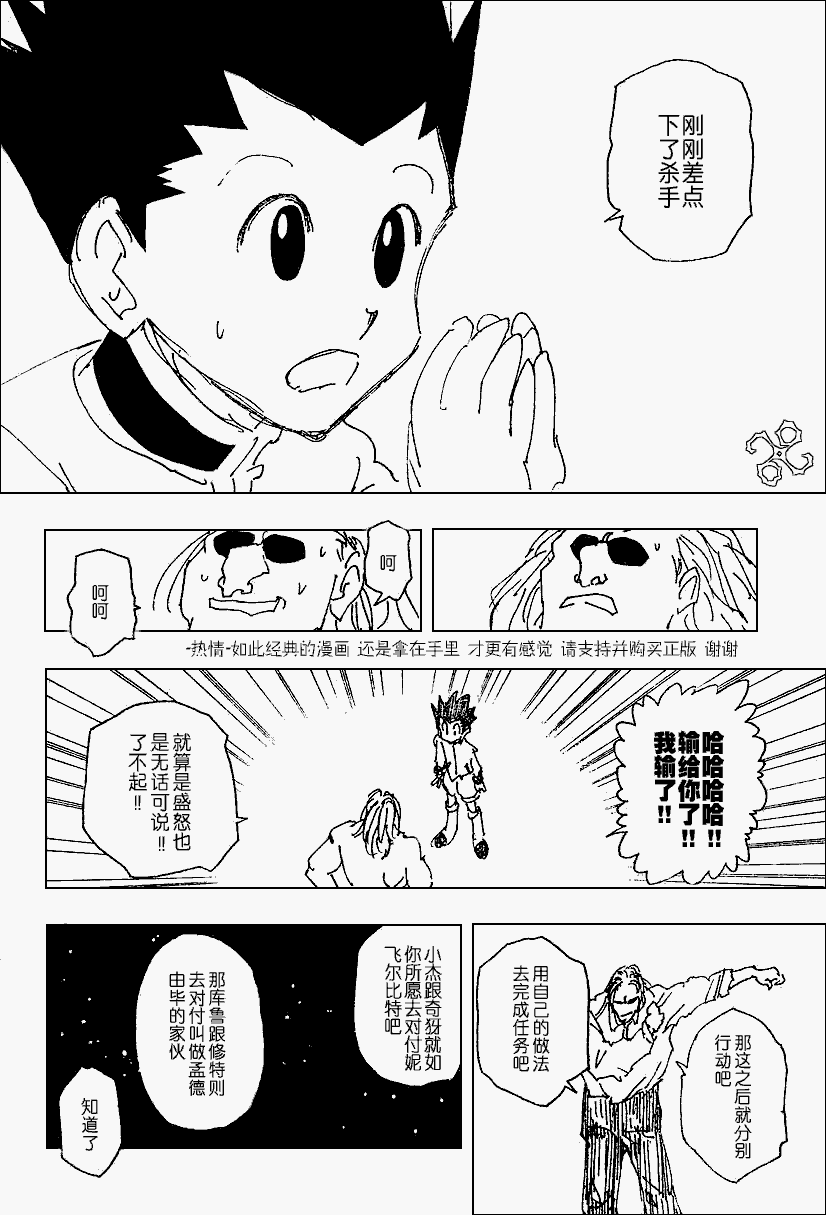 刚刚差点
下了杀手
呵
呵呵
-热情-如此经典的漫画 还是拿在手里 才更有感觉 请支持并购买正版 谢谢
哈哈哈哈!!
输给你了!!
我输了!!
就算是盛怒也
是无话可说!!
了不起!!
那这之后就分别
行动吧
用自己的做法
去完成任务吧
小杰跟奇犽就如
你所愿去对付妮
飞尔比特吧
那库鲁跟修特则
去对付叫做孟德
由毕的家伙
知道了